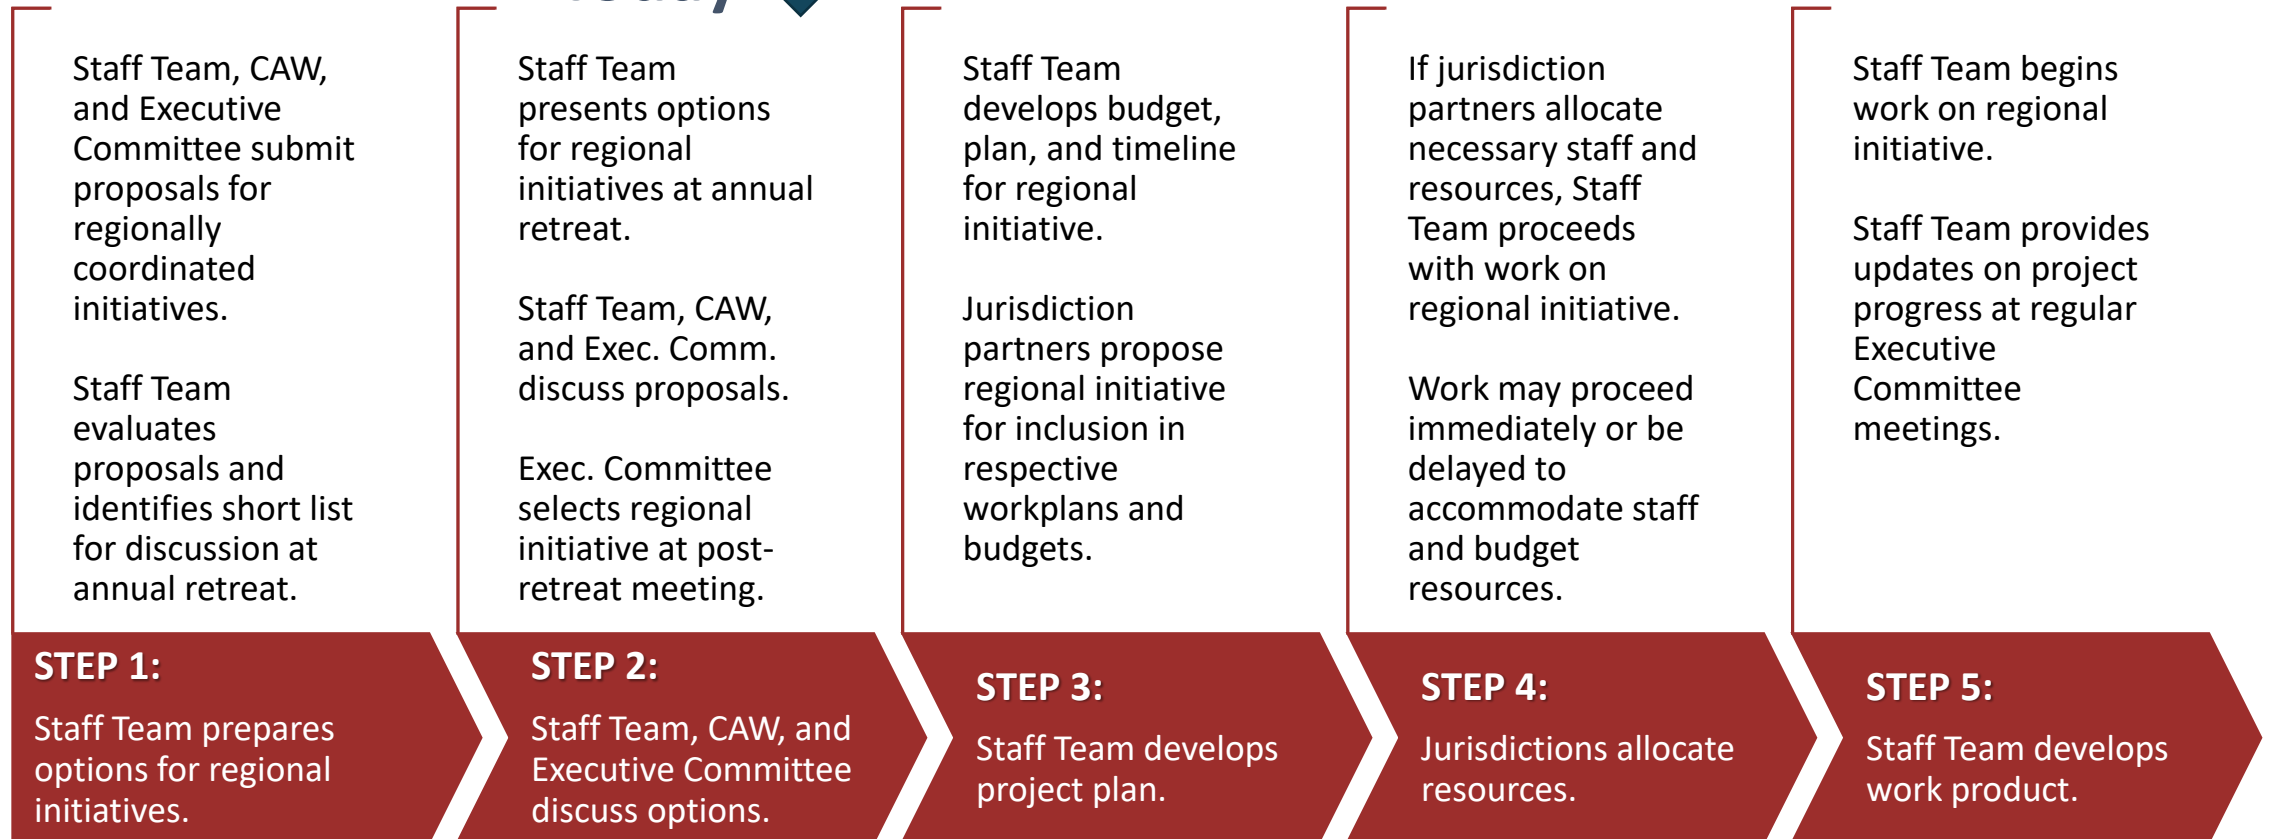 Staff Team, CAW,
and Executive
Committee submit
proposals for
regionally
coordinated
initiatives.
Staff Team
evaluates
proposals and
identifies short list
for discussion at
annual retreat.
STEP 1:
Staff Team prepares
options for regional
initiatives.
Staff Team
presents options
for regional
initiatives at annual
retreat.
Staff Team, CAW,
and Exec. Comm.
discuss proposals.
Exec. Committee
selects regional
initiative at post-
retreat meeting.
STEP 2:
Staff Team, CAW, and
Executive Committee
discuss options.
Staff Team
develops budget,
plan, and timeline
for regional
initiative.
Jurisdiction
partners propose
regional initiative
for inclusion in
respective
workplans and
budgets.
STEP 3:
Staff Team develops
project plan.
If jurisdiction
partners allocate
necessary staff and
resources, Staff
Team proceeds
with work on
regional initiative.
Work may proceed
immediately or be
delayed to
accommodate staff
and budget
resources.
STEP 4:
Jurisdictions allocate
resources.
Staff Team begins
work on regional
initiative.
Staff Team provides
updates on project
progress at regular
Executive
Committee
meetings.
STEP 5:
Staff Team develops
work product.